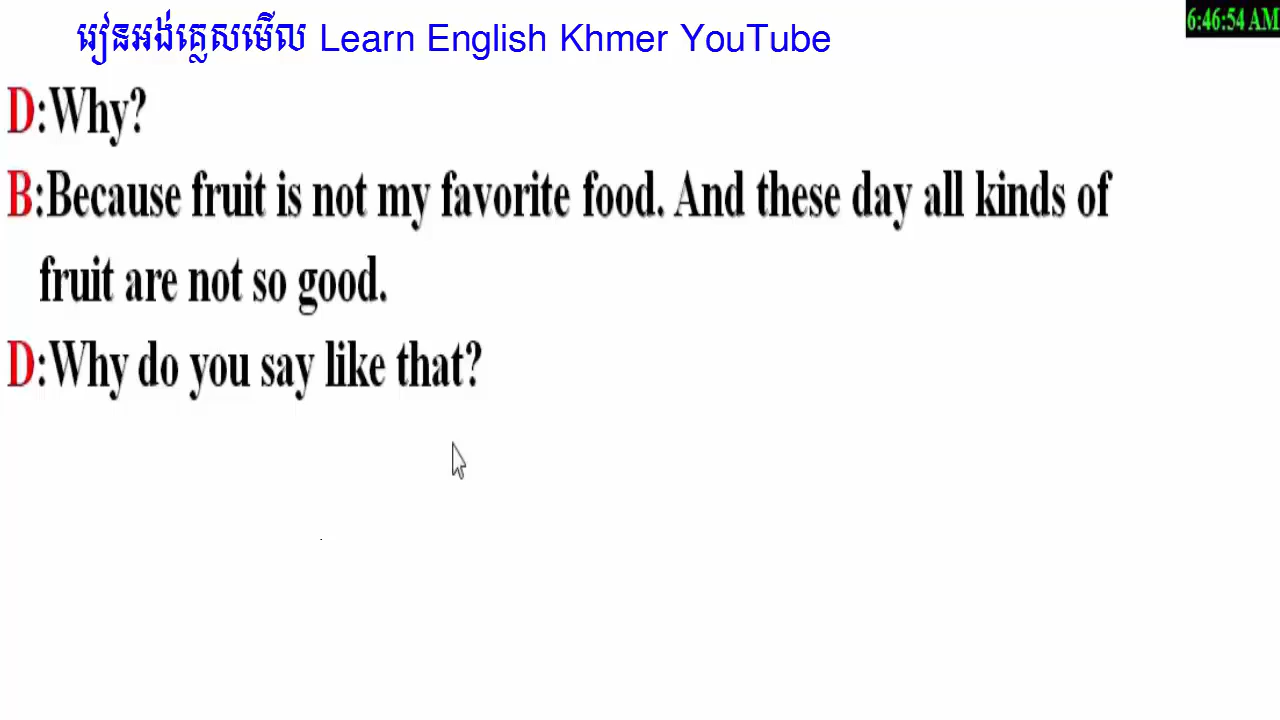 រៀនអង់គ្លេសមើល Learn English Khmer YouTube
6:46:54 AM
D:Why?
B:Because fruit is not my favorite food. And these day all kinds of
fruit are not so good.
D:Why do you say like that?